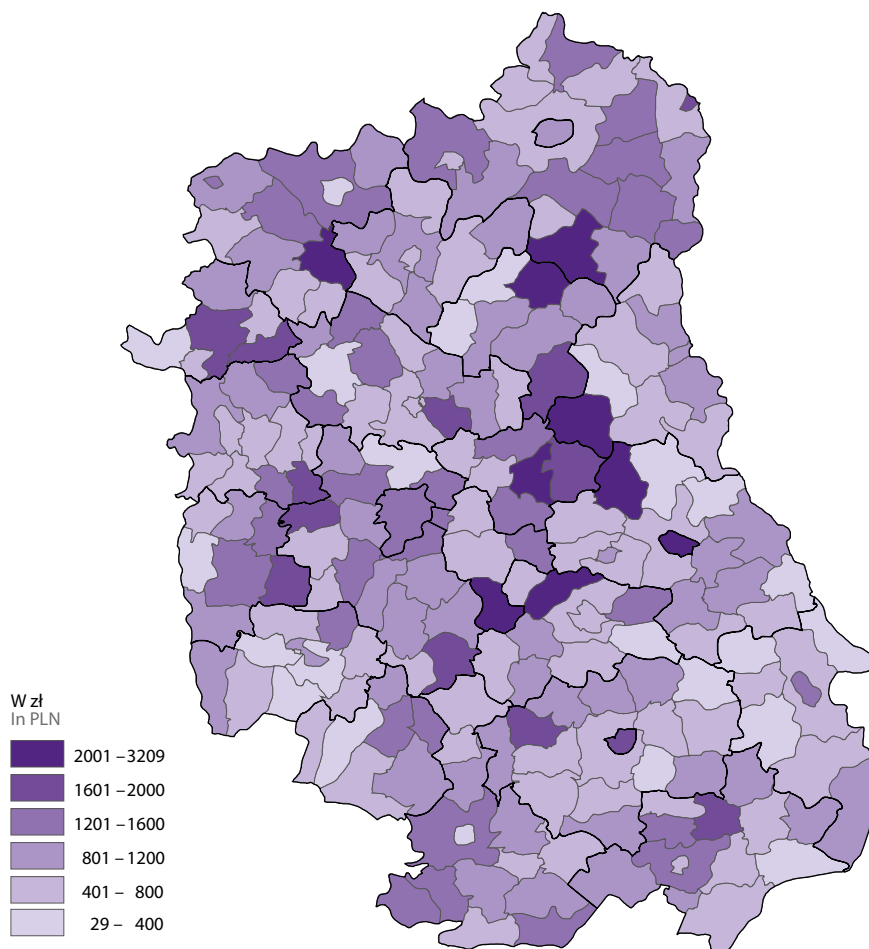 W zł
In PLN
2001 – 3209
1601 – 2000
1201 – 1600
801 – 1200
401 – 800
29 – 400